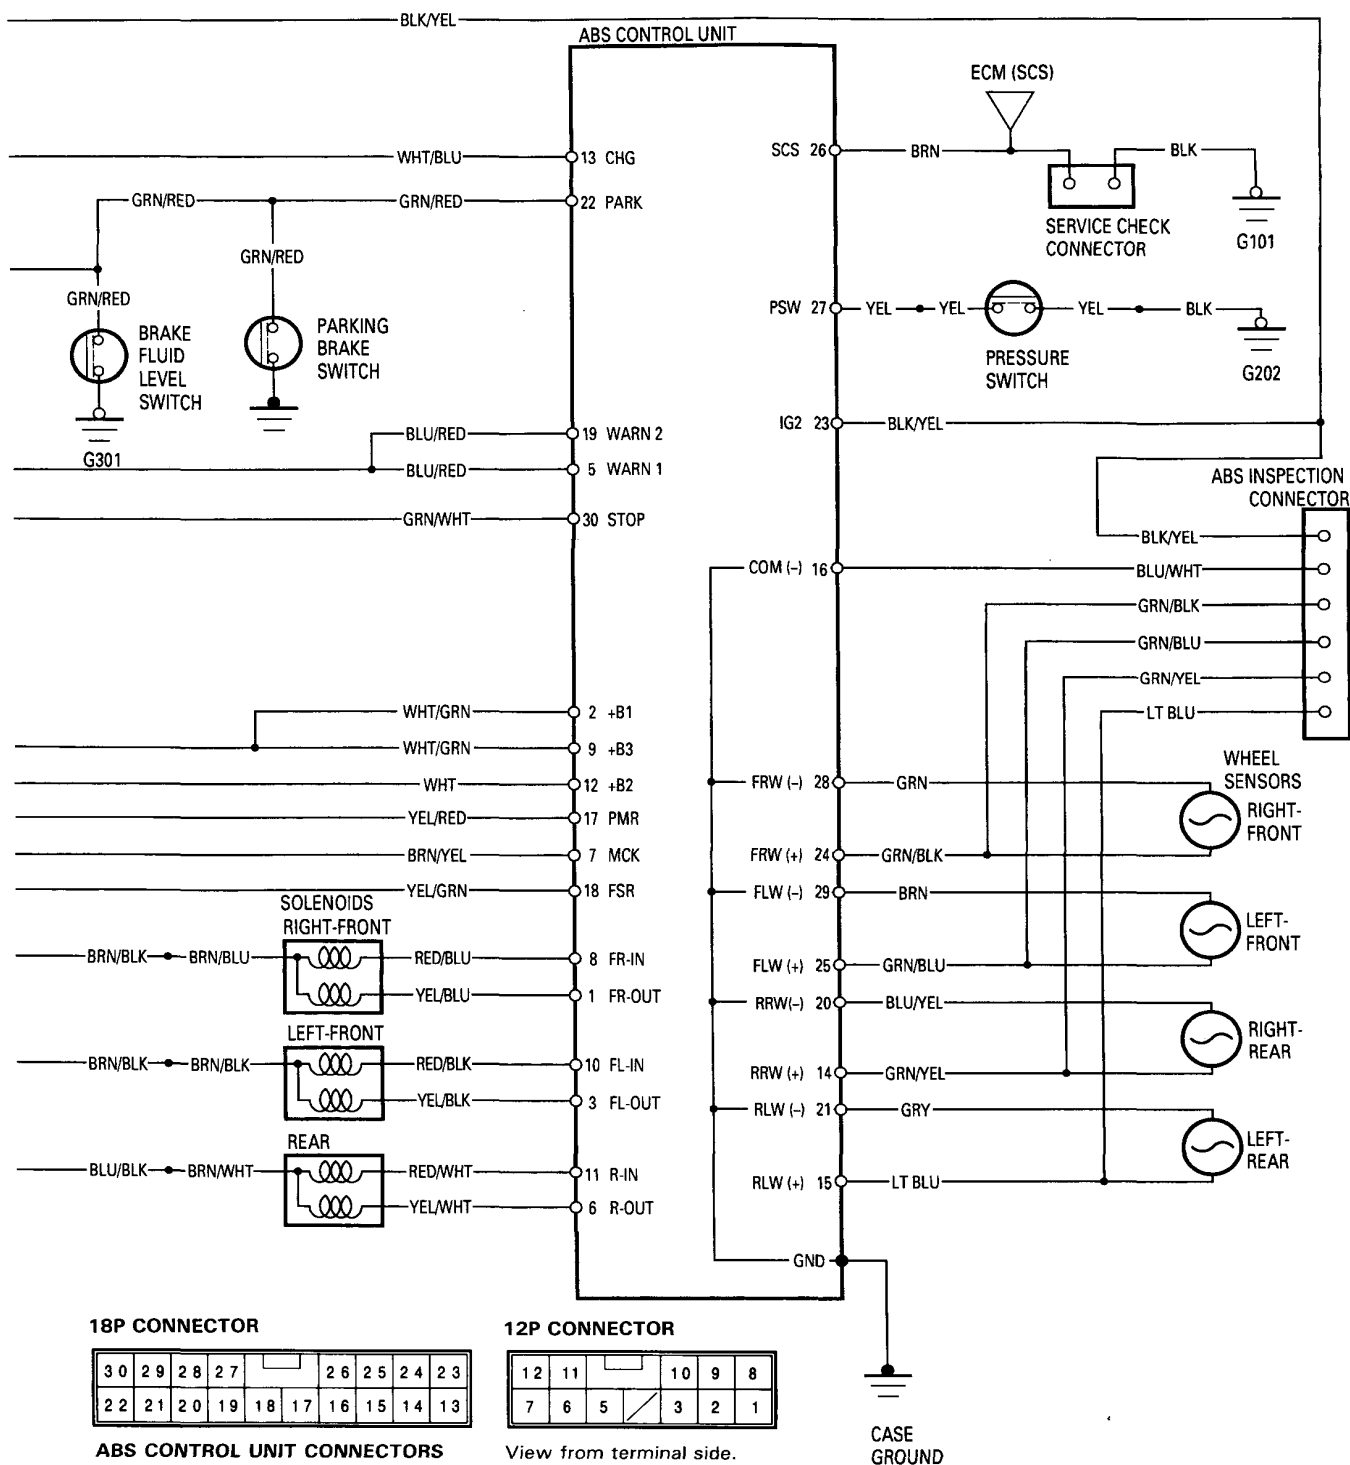 BLK/YEL
ABS CONTROL UNIT
ECM (SCS)
WHT/BLU
13 CHG
SCS 26
BRN
BLK
GRN/RED
GRN/RED
22 PARK
SERVICE CHECK
CONNECTOR
G101
GRN/RED
GRN/RED
BRAKE
FLUID
LEVEL
SWITCH
PARKING
BRAKE
SWITCH
G301
PSW 27
YEL
YEL
YEL
BLK
PRESSURE
SWITCH
G202
IG2 23
BLK/YEL
BLU/RED
19 WARN 2
BLU/RED
5 WARN 1
GRN/WHT
30 STOP
ABS INSPECTION
CONNECTOR
BLK/YEL
COM (-) 16
BLU/WHT
GRN/BLK
GRN/BLU
GRN/YEL
LT BLU
WHT/GRN
2 +B1
WHT/GRN
9 +B3
WHT
12 +B2
YEL/RED
17 PMR
BRN/YEL
7 MCK
YEL/GRN
18 FSR
WHEEL
SENSORS
FRW (-) 28
GRN
RIGHT-
FRONT
FRW (+) 24
GRN/BLK
FLW (-) 29
BRN
LEFT-
FRONT
FLW (+) 25
GRN/BLU
RRW(-) 20
BLU/YEL
RIGHT-
REAR
RRW (+) 14
GRN/YEL
RLW (-) 21
GRY
LEFT-
REAR
RLW (+) 15
LT BLU
GND
SOLENOIDS
RIGHT-FRONT
BRN/BLK
BRN/BLU
RED/BLU
8 FR-IN
YEL/BLU
1 FR-OUT
LEFT-FRONT
BRN/BLK
BRN/BLK
RED/BLK
10 FL-IN
YEL/BLK
3 FL-OUT
REAR
BLU/BLK
BRN/WHT
RED/WHT
11 R-IN
YEL/WHT
6 R-OUT
CASE
GROUND
18P CONNECTOR
30 29 28 27 26 25 24 23
22 21 20 19 18 17 16 15 14 13
ABS CONTROL UNIT CONNECTORS
12P CONNECTOR
12 11 10 9 8
7 6 5 3 2 1
View from terminal side.